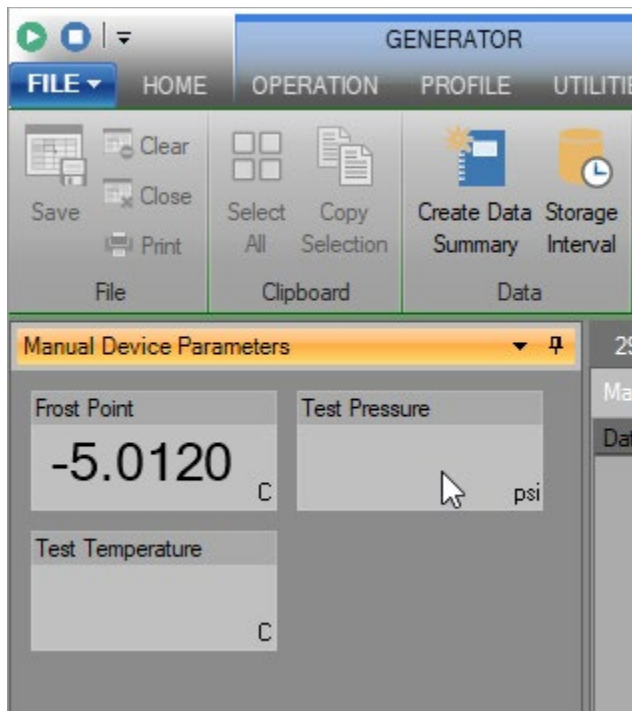 GENERATOR
FILE HOME OPERATION PROFILE
Save
Clear
Close
Print
File
Select
All
Copy
Selection
Clipboard
Create Data
Summary
Storage
Interval
Data
Manual Device Parameters
Frost Point
-5.0120
C
Test Pressure
psi
Test Temperature
C